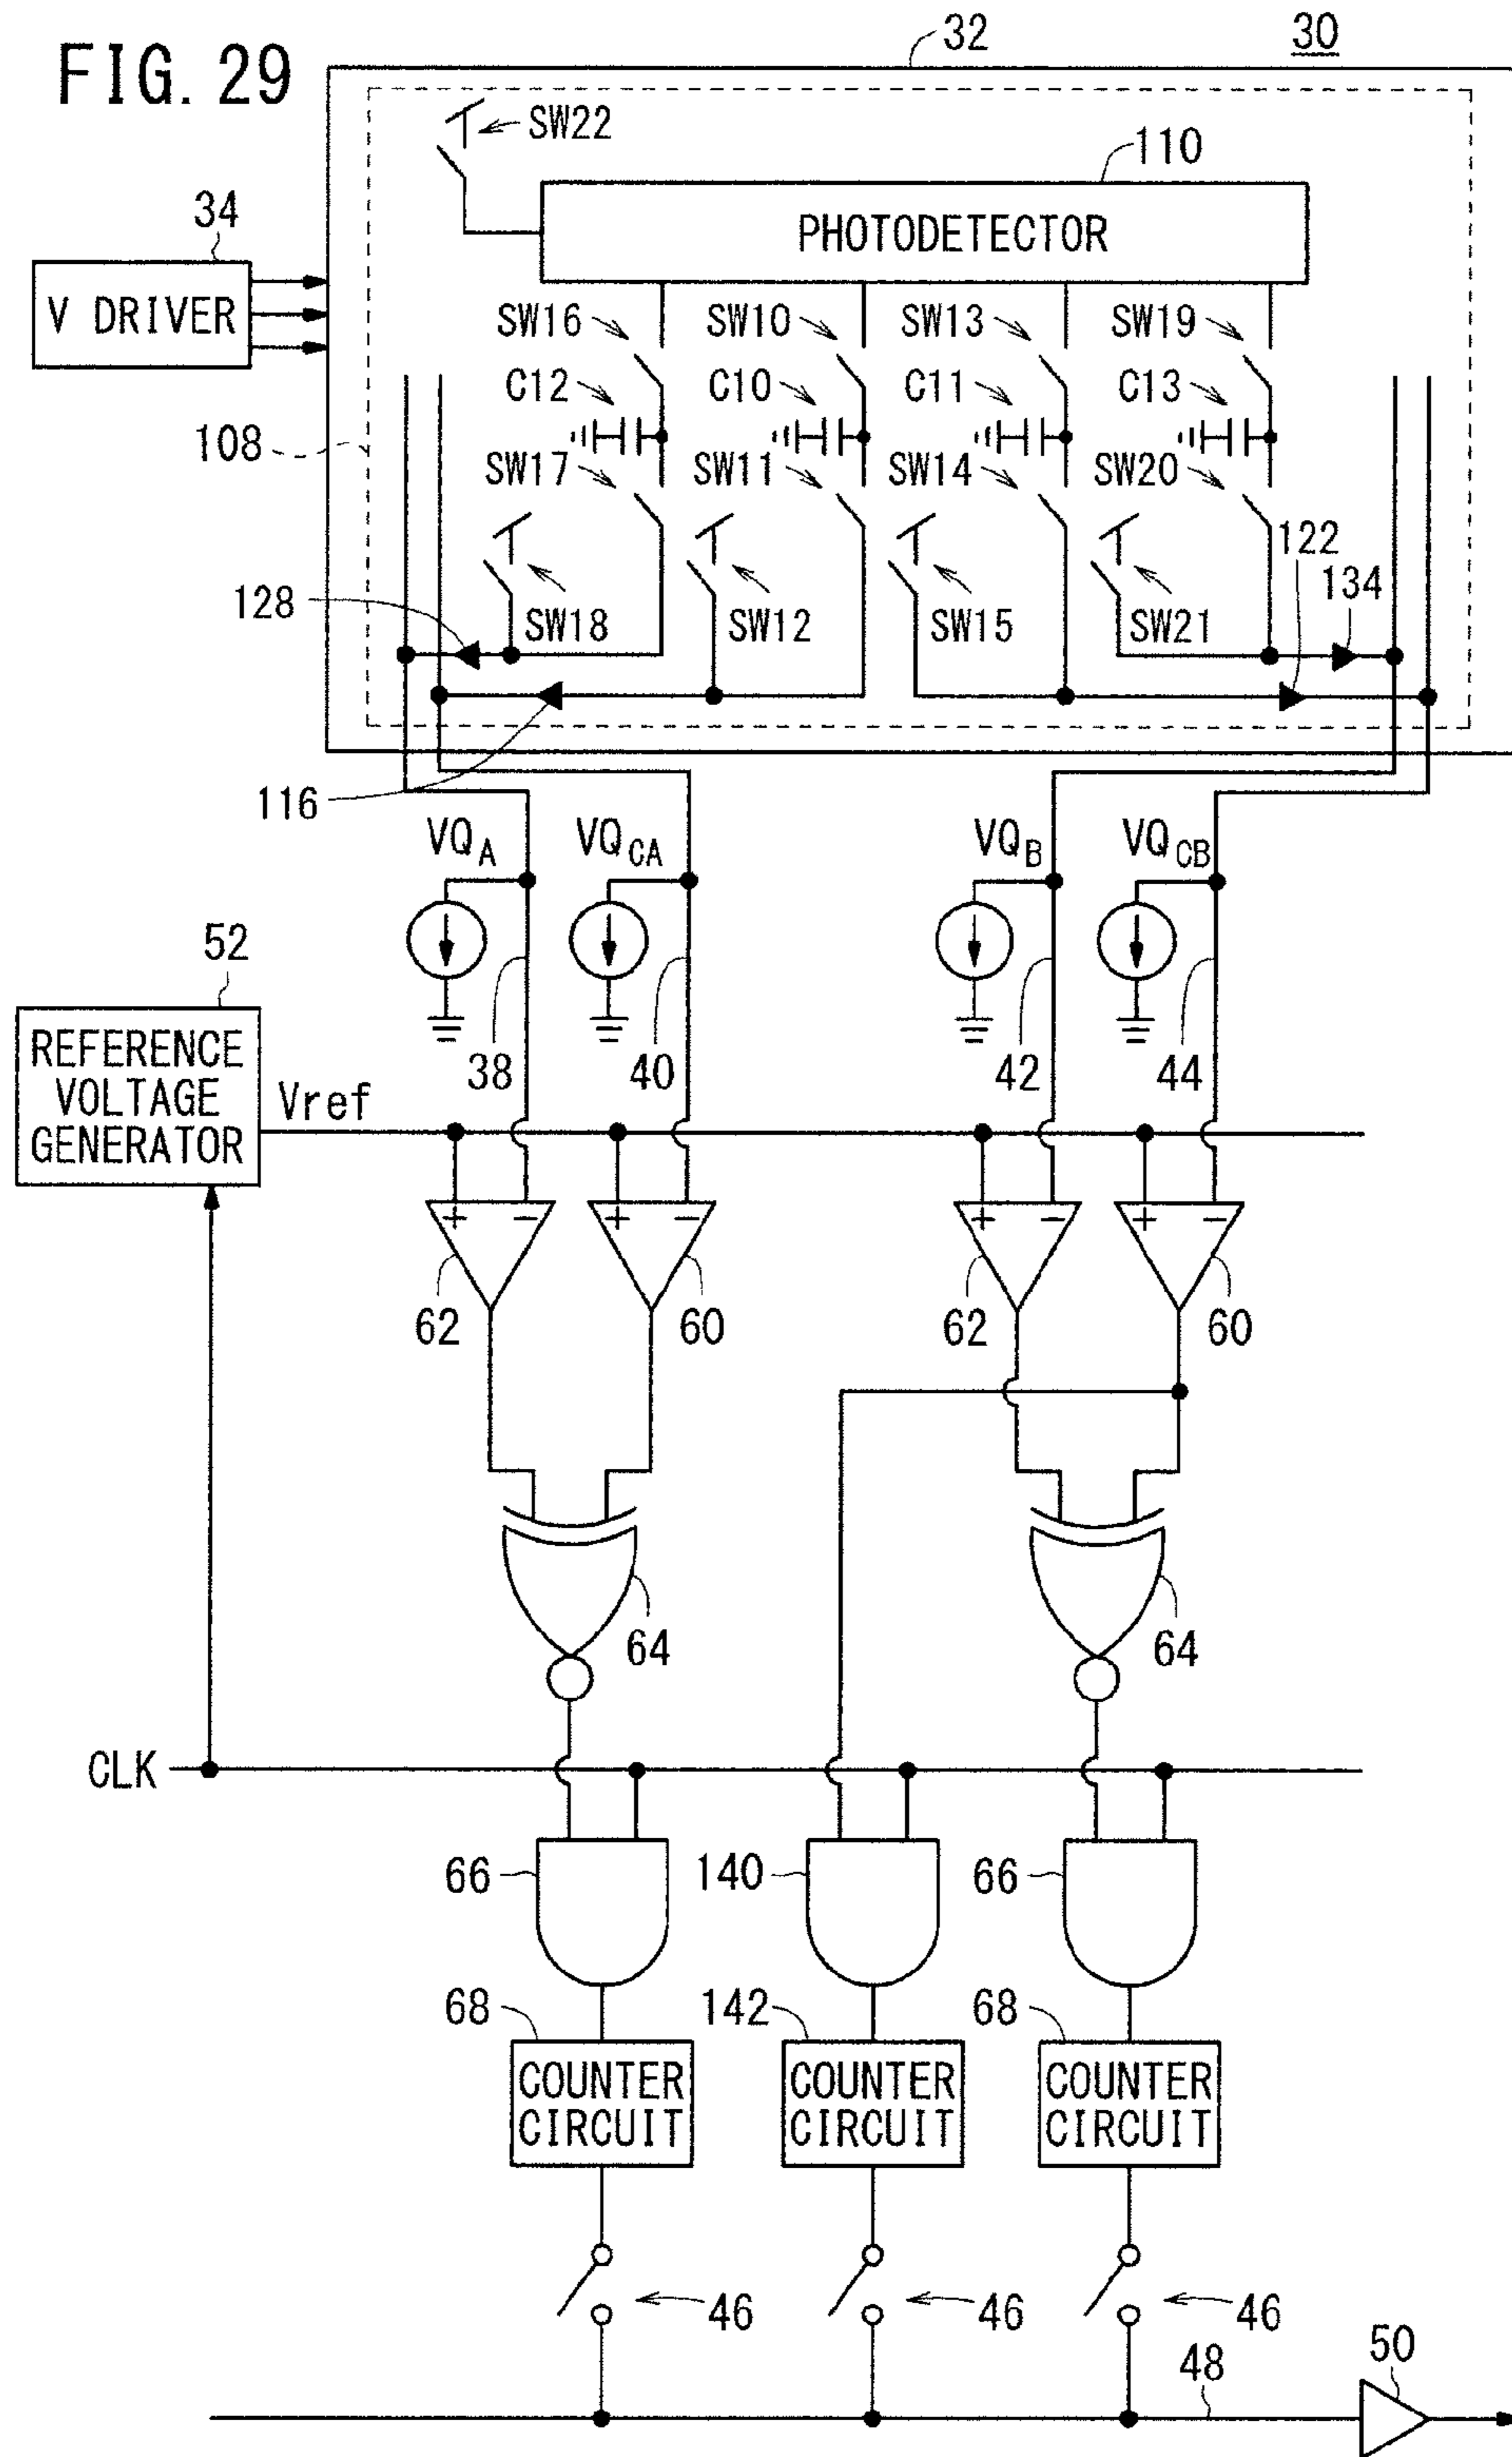 FIG. 29
32
30
SW22
110
PHOTODETECTOR
34
V DRIVER
SW16
SW10
SW13
SW19
C12
C10
C11
C13
108
SW17
SW11
SW14
SW20
122
134
128
SW18
SW12
SW15
SW21
116
VQA
VQCA
VQB
VQCB
52
REFERENCE
VOLTAGE
GENERATOR
38
40
42
44
Vref
+ −
+ −
+ −
+ −
62
60
62
60
64
64
CLK
66
140
66
68
142
68
COUNTER
CIRCUIT
COUNTER
CIRCUIT
COUNTER
CIRCUIT
46
46
46
48
50